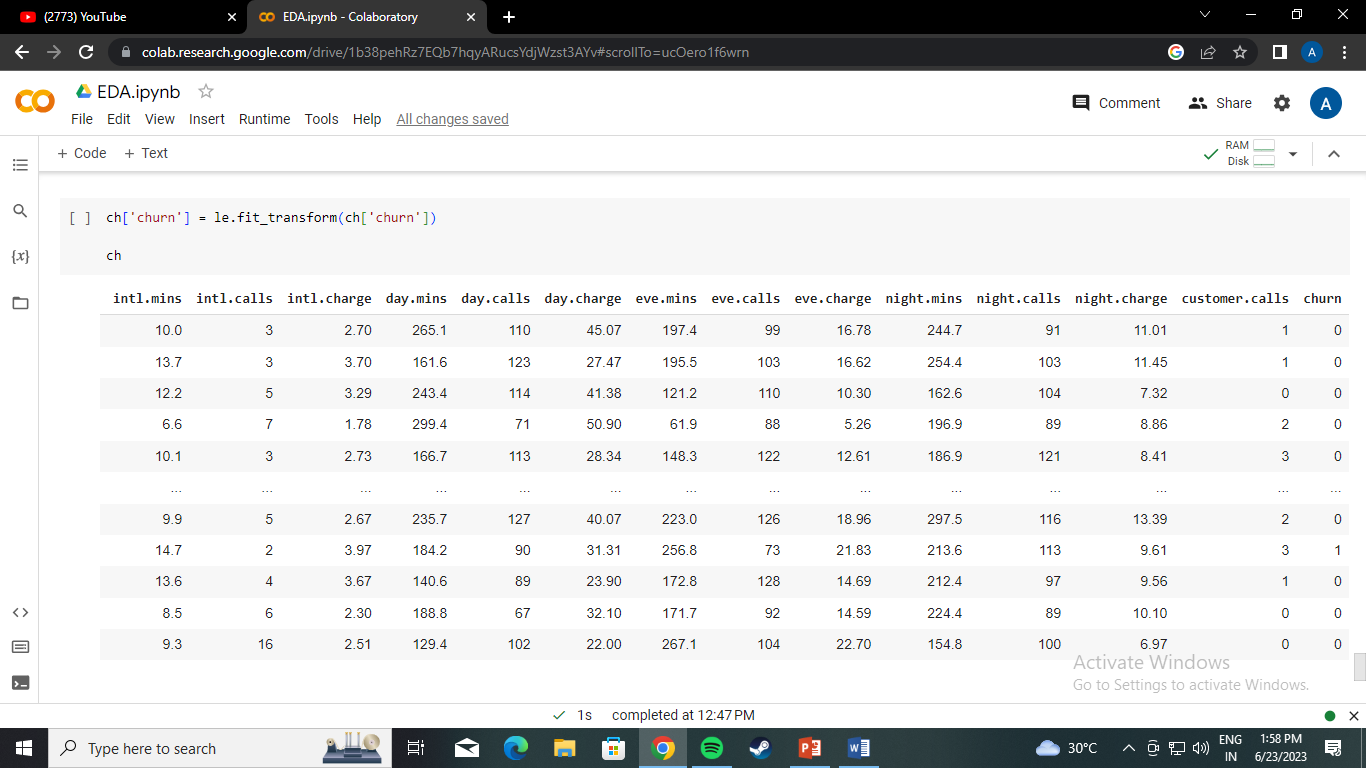 (2773) YouTube
EDA.ipynb - Colaboratory
colab.research.google.com/drive/1b38pehRz7EQb7hqyARucsYdjWzst3AYv#scrollTo=ucOero1f6wrn
A
EDA.ipynb
Comment Share A
File Edit View Insert Runtime Tools Help All changes saved
+ Code + Text
RAM
Disk
{x}
[ ] ch['churn'] = le.fit_transform(ch['churn'])
ch
intl.mins intl.calls intl.charge day.mins day.calls day.charge eve.mins eve.calls eve.charge night.mins night.calls night.charge customer.calls churn
10.0 3 2.70 265.1 110 45.07 197.4 99 16.78 244.7 91 11.01 1 0
13.7 3 3.70 161.6 123 27.47 195.5 103 16.62 254.4 103 11.45 1 0
12.2 5 3.29 243.4 114 41.38 121.2 110 10.30 162.6 104 7.32 0 0
6.6 7 1.78 299.4 71 50.90 61.9 88 5.26 196.9 89 8.86 2 0
10.1 3 2.73 166.7 113 28.34 148.3 122 12.61 186.9 121 8.41 3 0
... ... ... ... ... ... ... ... ... ... ... ... ... ...
9.9 5 2.67 235.7 127 40.07 223.0 126 18.96 297.5 116 13.39 2 0
14.7 2 3.97 184.2 90 31.31 256.8 73 21.83 213.6 113 9.61 3 1
13.6 4 3.67 140.6 89 23.90 172.8 128 14.69 212.4 97 9.56 1 0
8.5 6 2.30 188.8 67 32.10 171.7 92 14.59 224.4 89 10.10 0 0
9.3 16 2.51 129.4 102 22.00 267.1 104 22.70 154.8 100 6.97 0 0
Activate Windows
Go to Settings to activate Windows.
1s completed at 12:47 PM
Type here to search
30°C
ENG
IN
1:58 PM
6/23/2023